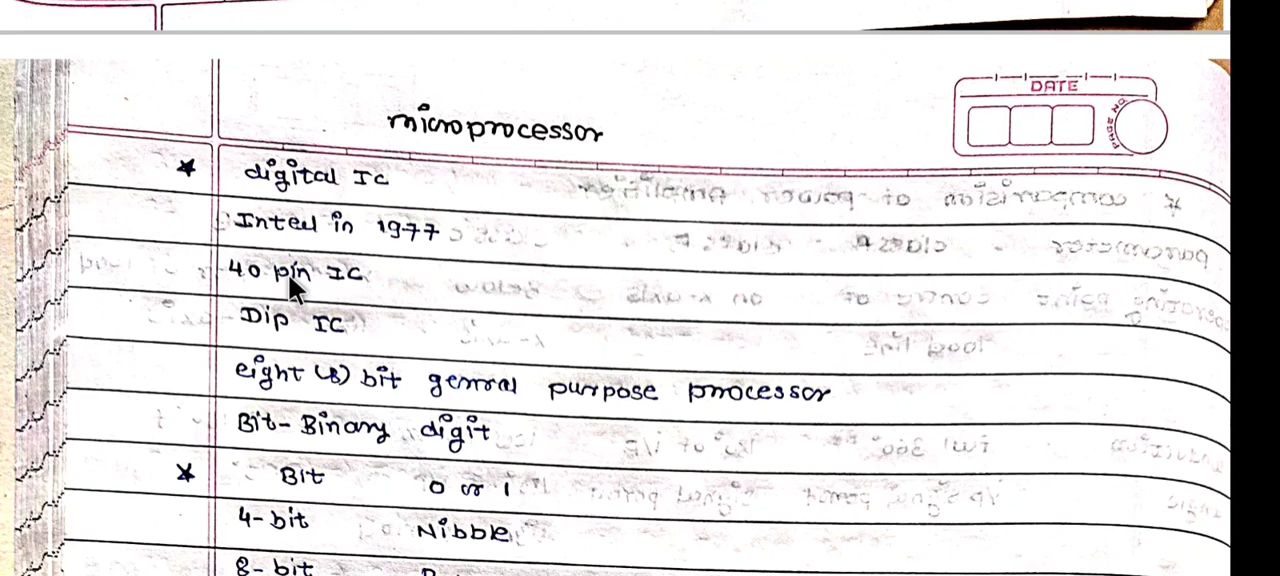 DATE
PAGE NO
microprocessor
* digital IC
Intel in 1977
40 pin IC
Dip IC
eight (8) bit genral purpose processor
Bit - Binary digit
* Bit 0 or 1
4-bit Nibble
8-bit